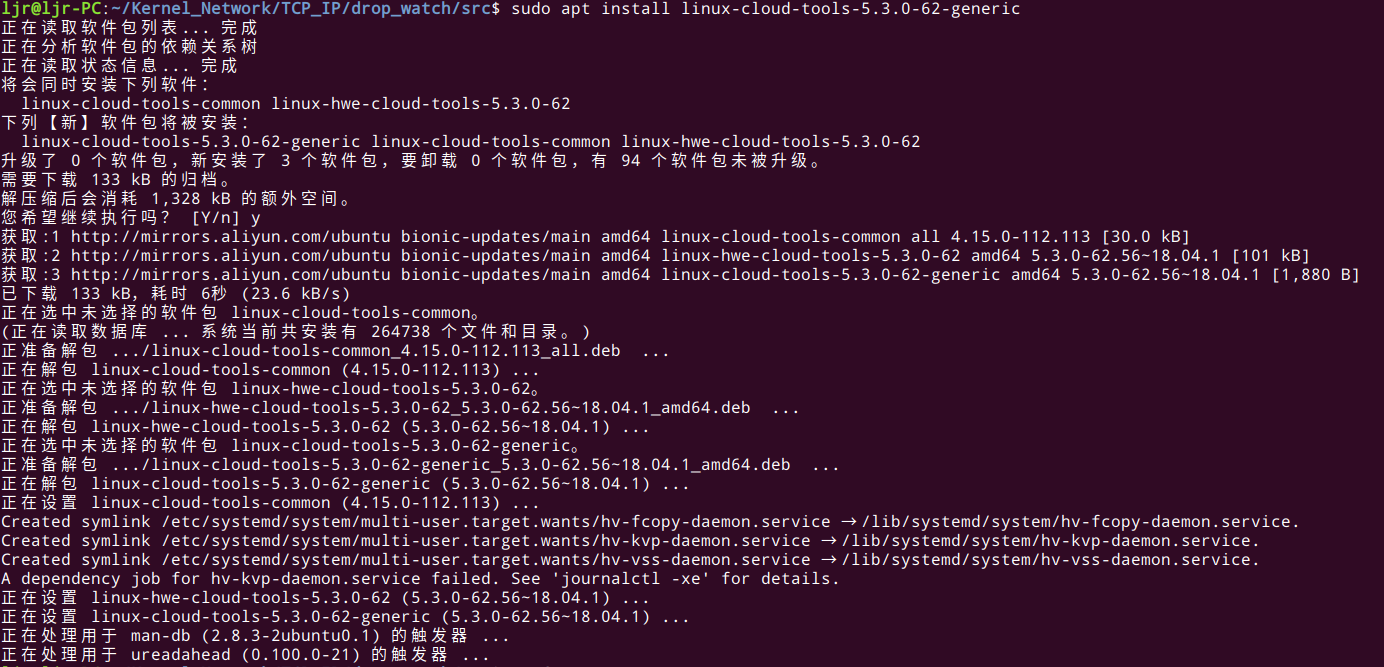 ljr@ljr-PC:~/Kernel_Network/TCP_IP/drop_watch/src$ sudo apt install linux-cloud-tools-5.3.0-62-generic
正在读取软件包列表... 完成
正在分析软件包的依赖关系树
正在读取状态信息... 完成
将会同时安装下列软件：
  linux-cloud-tools-common linux-hwe-cloud-tools-5.3.0-62
下列【新】软件包将被安装：
  linux-cloud-tools-5.3.0-62-generic linux-cloud-tools-common linux-hwe-cloud-tools-5.3.0-62
升级了 0 个软件包，新安装了 3 个软件包，要卸载 0 个软件包，有 94 个软件包未被升级。
需要下载 133 kB 的归档。
解压缩后会消耗 1,328 kB 的额外空间。
您希望继续执行吗？ [Y/n] y
获取:1 http://mirrors.aliyun.com/ubuntu bionic-updates/main amd64 linux-cloud-tools-common all 4.15.0-112.113 [30.0 kB]
获取:2 http://mirrors.aliyun.com/ubuntu bionic-updates/main amd64 linux-hwe-cloud-tools-5.3.0-62 amd64 5.3.0-62.56~18.04.1 [101 kB]
获取:3 http://mirrors.aliyun.com/ubuntu bionic-updates/main amd64 linux-cloud-tools-5.3.0-62-generic amd64 5.3.0-62.56~18.04.1 [1,880 B]
已下载 133 kB，耗时 6秒 (23.6 kB/s)
正在选中未选择的软件包 linux-cloud-tools-common。
(正在读取数据库 ... 系统当前共安装有 264738 个文件和目录。)
正准备解包 .../linux-cloud-tools-common_4.15.0-112.113_all.deb  ...
正在解包 linux-cloud-tools-common (4.15.0-112.113) ...
正在选中未选择的软件包 linux-hwe-cloud-tools-5.3.0-62。
正准备解包 .../linux-hwe-cloud-tools-5.3.0-62_5.3.0-62.56~18.04.1_amd64.deb  ...
正在解包 linux-hwe-cloud-tools-5.3.0-62 (5.3.0-62.56~18.04.1) ...
正在选中未选择的软件包 linux-cloud-tools-5.3.0-62-generic。
正准备解包 .../linux-cloud-tools-5.3.0-62-generic_5.3.0-62.56~18.04.1_amd64.deb  ...
正在解包 linux-cloud-tools-5.3.0-62-generic (5.3.0-62.56~18.04.1) ...
正在设置 linux-cloud-tools-common (4.15.0-112.113) ...
Created symlink /etc/systemd/system/multi-user.target.wants/hv-fcopy-daemon.service → /lib/systemd/system/hv-fcopy-daemon.service.
Created symlink /etc/systemd/system/multi-user.target.wants/hv-kvp-daemon.service → /lib/systemd/system/hv-kvp-daemon.service.
Created symlink /etc/systemd/system/multi-user.target.wants/hv-vss-daemon.service → /lib/systemd/system/hv-vss-daemon.service.
A dependency job for hv-kvp-daemon.service failed. See 'journalctl -xe' for details.
正在设置 linux-hwe-cloud-tools-5.3.0-62 (5.3.0-62.56~18.04.1) ...
正在设置 linux-cloud-tools-5.3.0-62-generic (5.3.0-62.56~18.04.1) ...
正在处理用于 man-db (2.8.3-2ubuntu0.1) 的触发器 ...
正在处理用于 ureadahead (0.100.0-21) 的触发器 ...